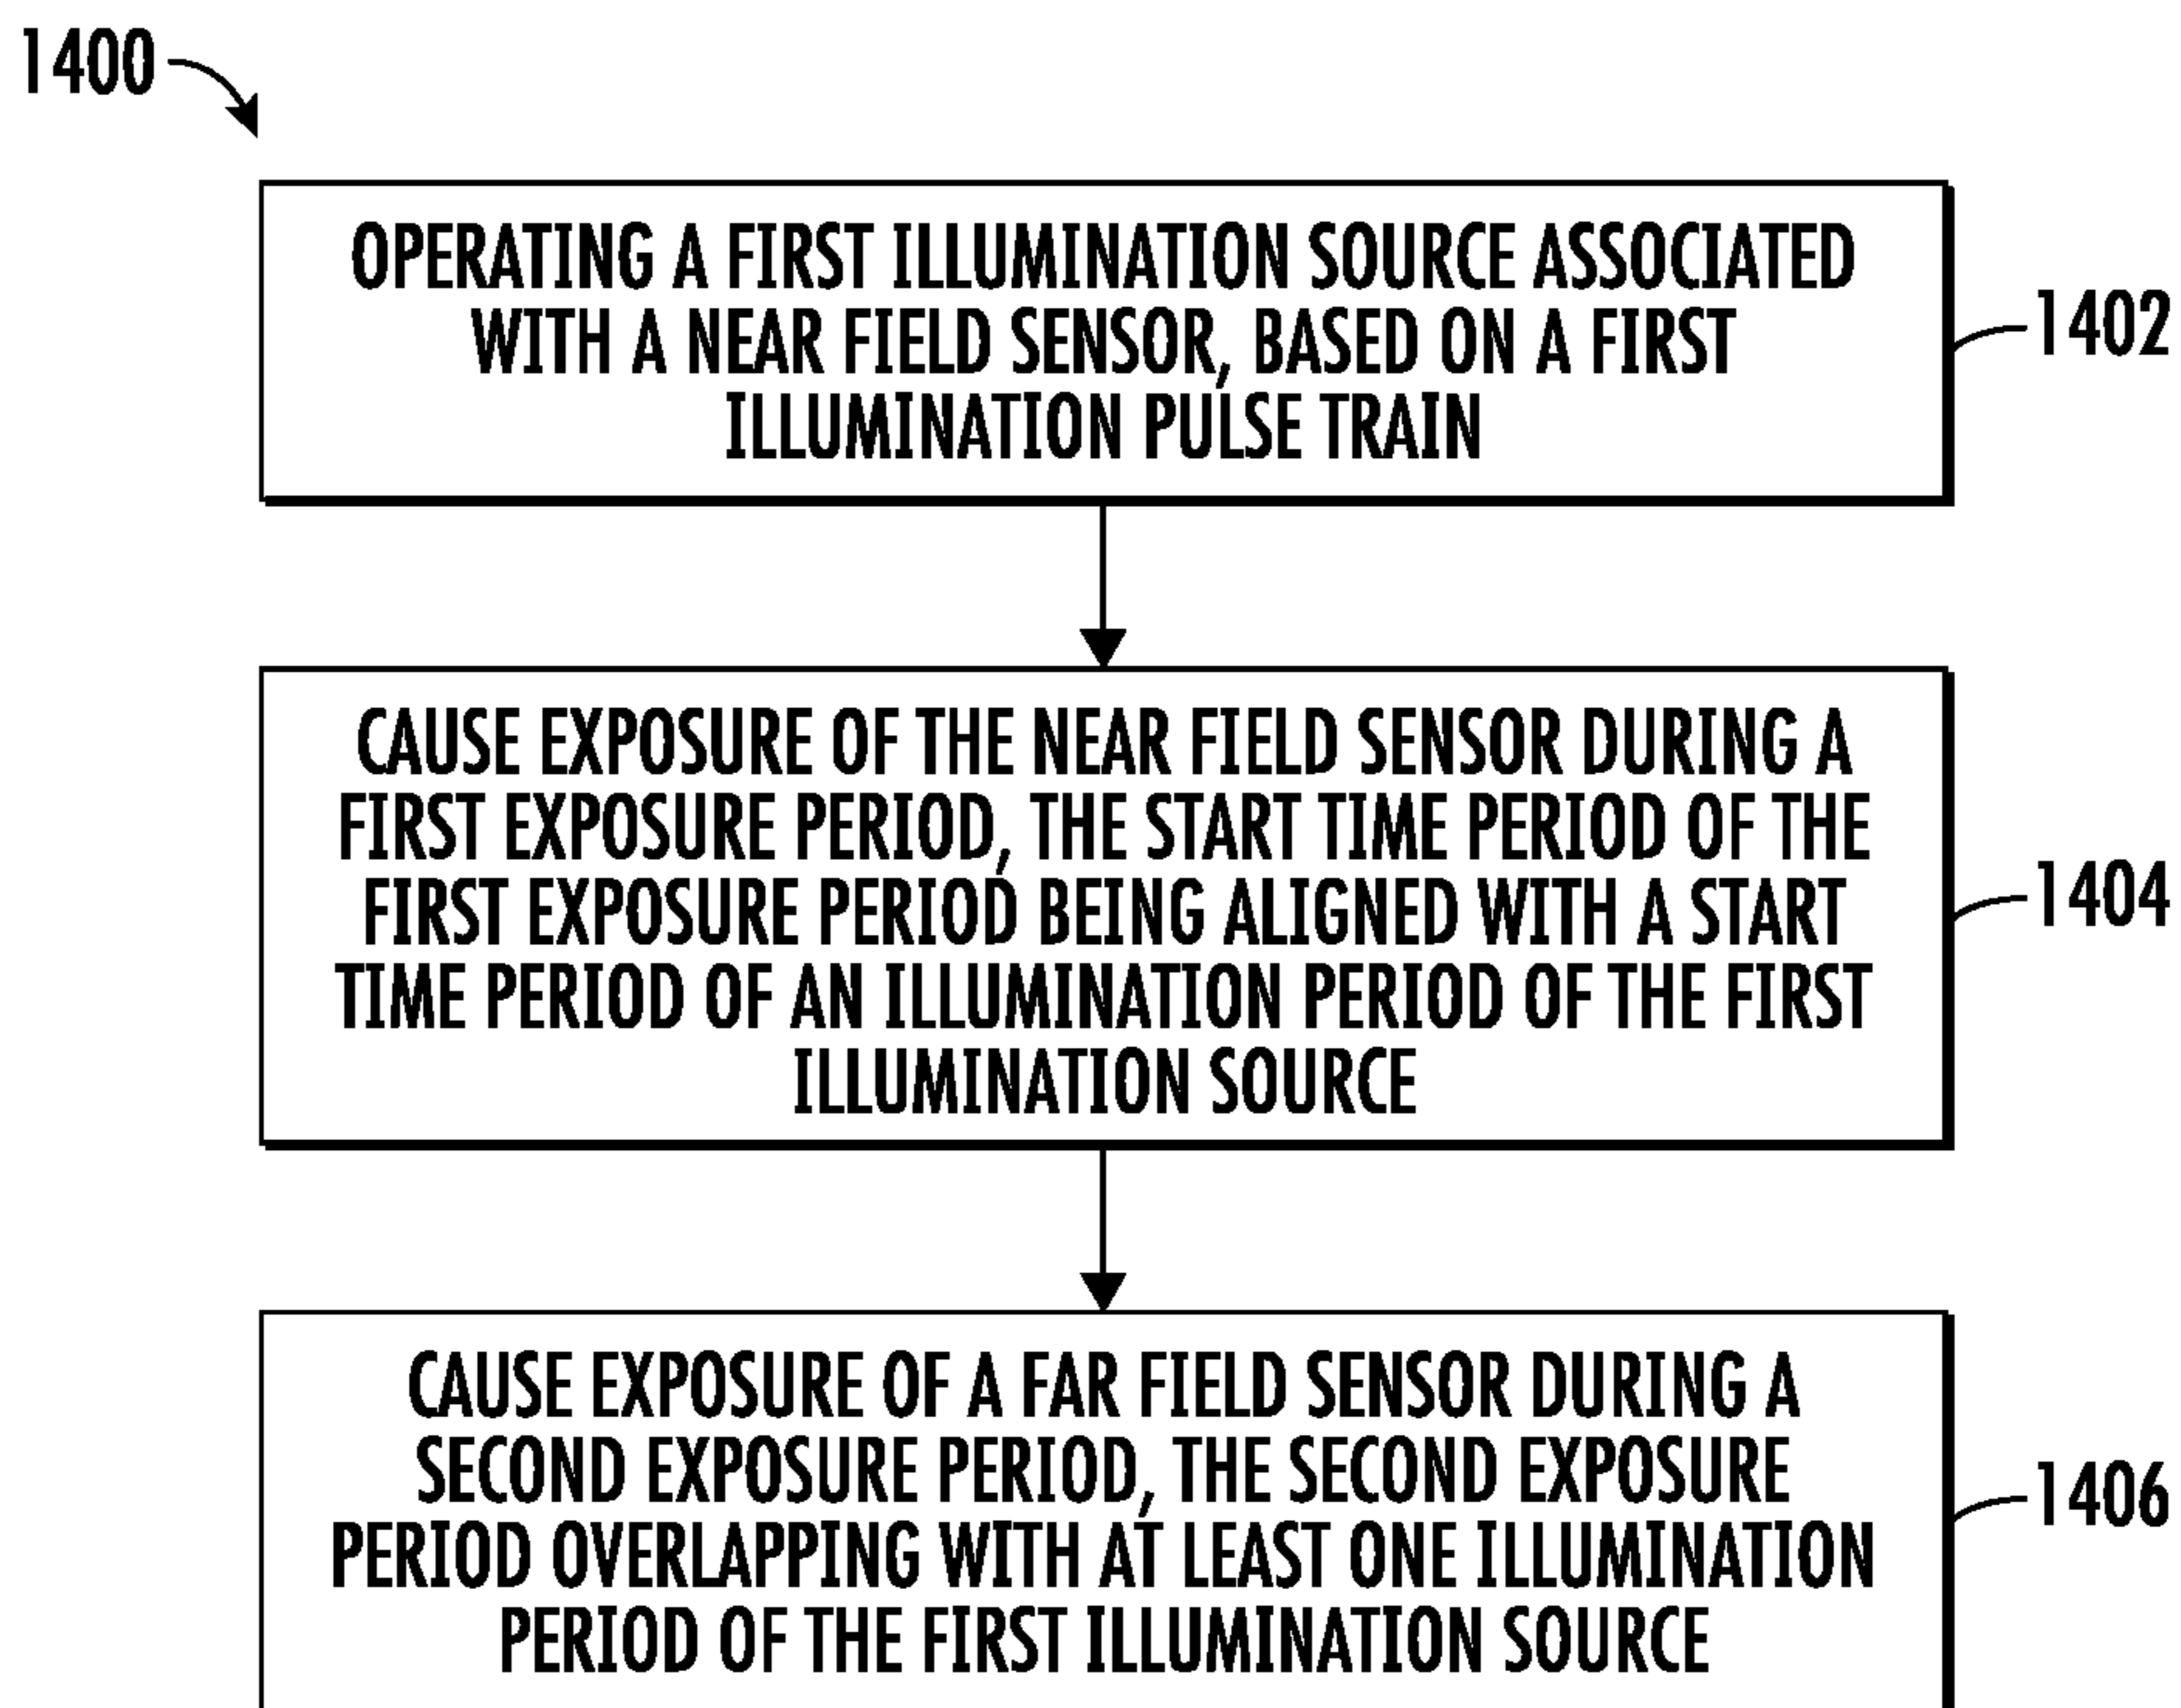 1400
OPERATING A FIRST ILLUMINATION SOURCE ASSOCIATED
WITH A NEAR FIELD SENSOR, BASED ON A FIRST
ILLUMINATION PULSE TRAIN
1402
CAUSE EXPOSURE OF THE NEAR FIELD SENSOR DURING A
FIRST EXPOSURE PERIOD, THE START TIME PERIOD OF THE
FIRST EXPOSURE PERIOD BEING ALIGNED WITH A START
TIME PERIOD OF AN ILLUMINATION PERIOD OF THE FIRST
ILLUMINATION SOURCE
1404
CAUSE EXPOSURE OF A FAR FIELD SENSOR DURING A
SECOND EXPOSURE PERIOD, THE SECOND EXPOSURE
PERIOD OVERLAPPING WITH AT LEAST ONE ILLUMINATION
PERIOD OF THE FIRST ILLUMINATION SOURCE
1406